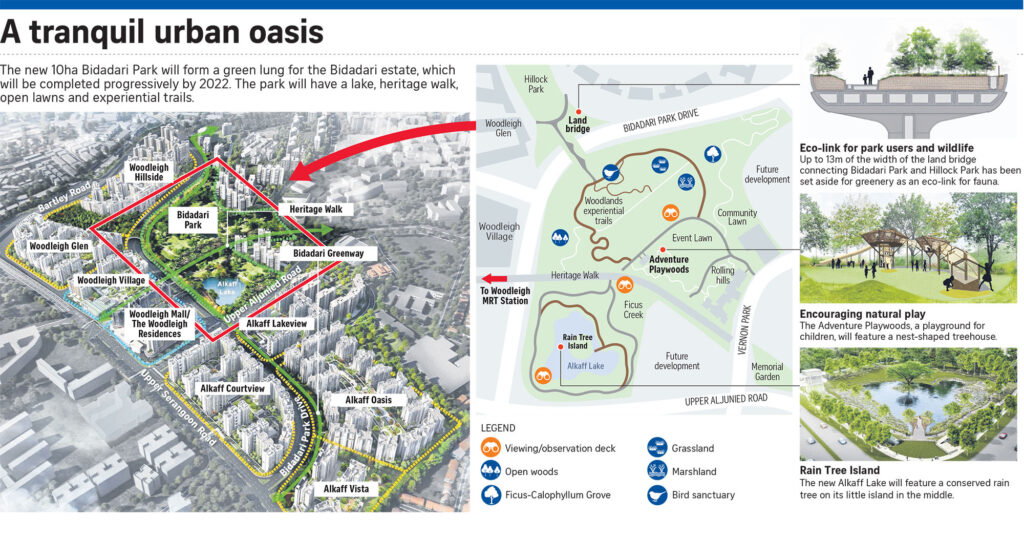 A tranquil urban oasis
The new 10ha Bidadari Park will form a green lung for the Bidadari estate, which
will be completed progressively by 2022. The park will have a lake, heritage walk,
open lawns and experiential trails.
Woodleigh
Hillside
Bartley Road
Bidadari
Park
Heritage Walk
Woodleigh Glen
Bidadari Greenway
Woodleigh Village
Alkaff
Lake
Upper Aljunied Road
Woodleigh Mall/
The Woodleigh
Residences
Alkaff Lakeview
Alkaff Courtview
Alkaff Oasis
Upper Serangoon Road
Bidadari Park Drive
Alkaff Vista
Hillock
Park
Woodleigh
Glen
Land
bridge
BIDADARI PARK DRIVE
Future
development
Woodlands
experiential
trails
Woodleigh
Village
Community
Lawn
Event Lawn
Adventure
Playwoods
Rolling
hills
Heritage Walk
To Woodleigh
MRT Station
Ficus
Creek
VERNON PARK
Rain Tree
Island
Alkaff Lake
Future
development
Memorial
Garden
UPPER ALJUNIED ROAD
LEGEND
Viewing/observation deck
Open woods
Ficus-Calophyllum Grove
Grassland
Marshland
Bird sanctuary
Eco-link for park users and wildlife
Up to 13m of the width of the land bridge
connecting Bidadari Park and Hillock Park has been
set aside for greenery as an eco-link for fauna.
Encouraging natural play
The Adventure Playwoods, a playground for
children, will feature a nest-shaped treehouse.
Rain Tree Island
The new Alkaff Lake will feature a conserved rain
tree on its little island in the middle.